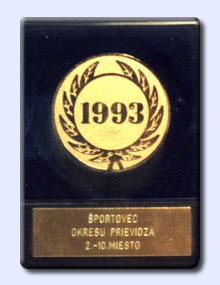 1993
ŠPORTOVEC
OKRESU PRIEVIDZA
2.-10.MIESTO